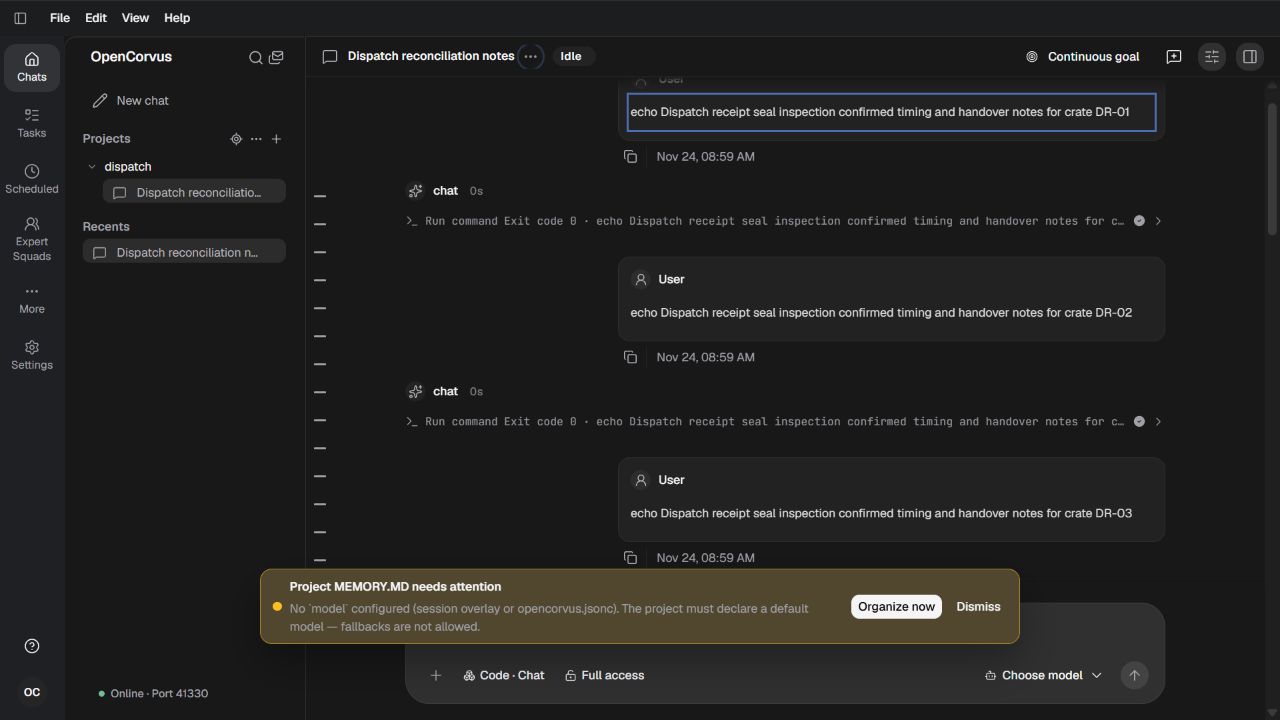 File Edit View Help
OpenCorvus
Chats
Tasks
Scheduled
Expert
Squads
More
Settings
OC
New chat
Projects
dispatch
Dispatch reconciliatio...
Recents
Dispatch reconciliation n...
Online · Port 41330
Dispatch reconciliation notes
Idle
Continuous goal
User
echo Dispatch receipt seal inspection confirmed timing and handover notes for crate DR-01
Nov 24, 08:59 AM
chat 0s
>_ Run command Exit code 0 · echo Dispatch receipt seal inspection confirmed timing and handover notes for c…
User
echo Dispatch receipt seal inspection confirmed timing and handover notes for crate DR-02
Nov 24, 08:59 AM
chat 0s
>_ Run command Exit code 0 · echo Dispatch receipt seal inspection confirmed timing and handover notes for c…
User
echo Dispatch receipt seal inspection confirmed timing and handover notes for crate DR-03
Nov 24, 08:59 AM
Project MEMORY.MD needs attention
No `model` configured (session overlay or opencorvus.jsonc). The project must declare a default
model — fallbacks are not allowed.
Organize now
Dismiss
Code · Chat
Full access
Choose model